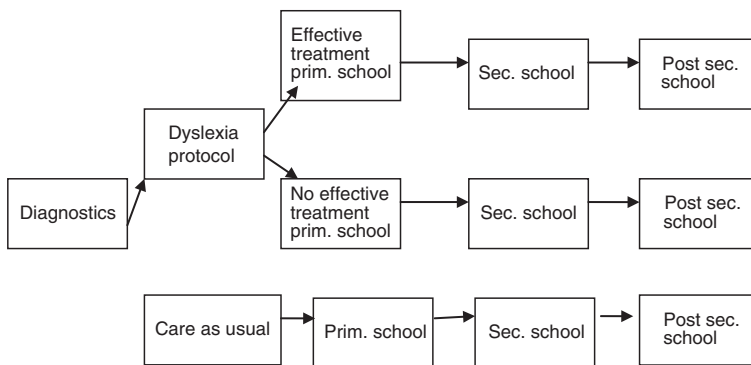 Effective
treatment
prim. school
Sec. school
Post sec.
school
Dyslexia
protocol
Diagnostics
No effective
treatment
prim. school
Sec. school
Post sec.
school
Care as usual
Prim. school
Sec. school
Post sec.
school